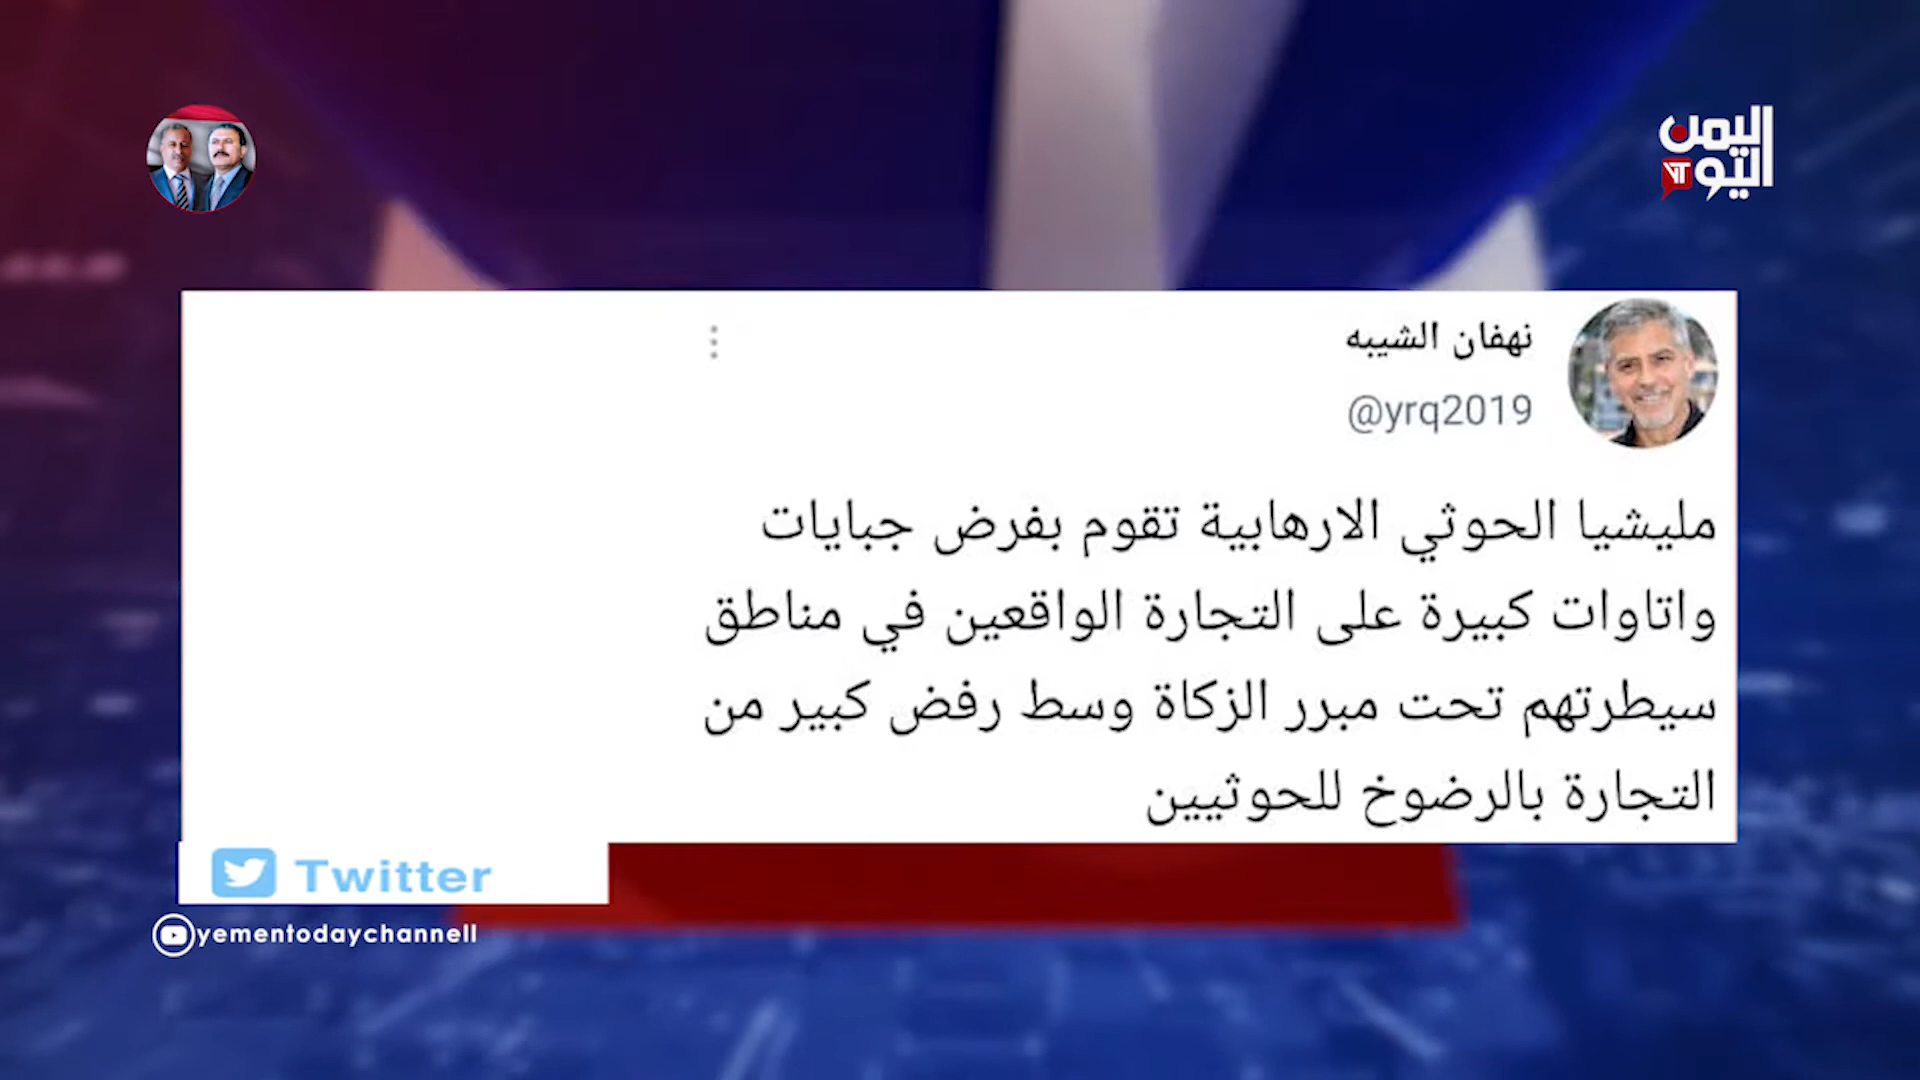 اليمن
اليوم
نهفان الشيبه
@yrq2019
مليشيا الحوثي الارهابية تقوم بفرض جبايات
واتاوات كبيرة على التجارة الواقعين في مناطق
سيطرتهم تحت مبرر الزكاة وسط رفض كبير من
التجارة بالرضوخ للحوثيين
Twitter
yementodaychannell